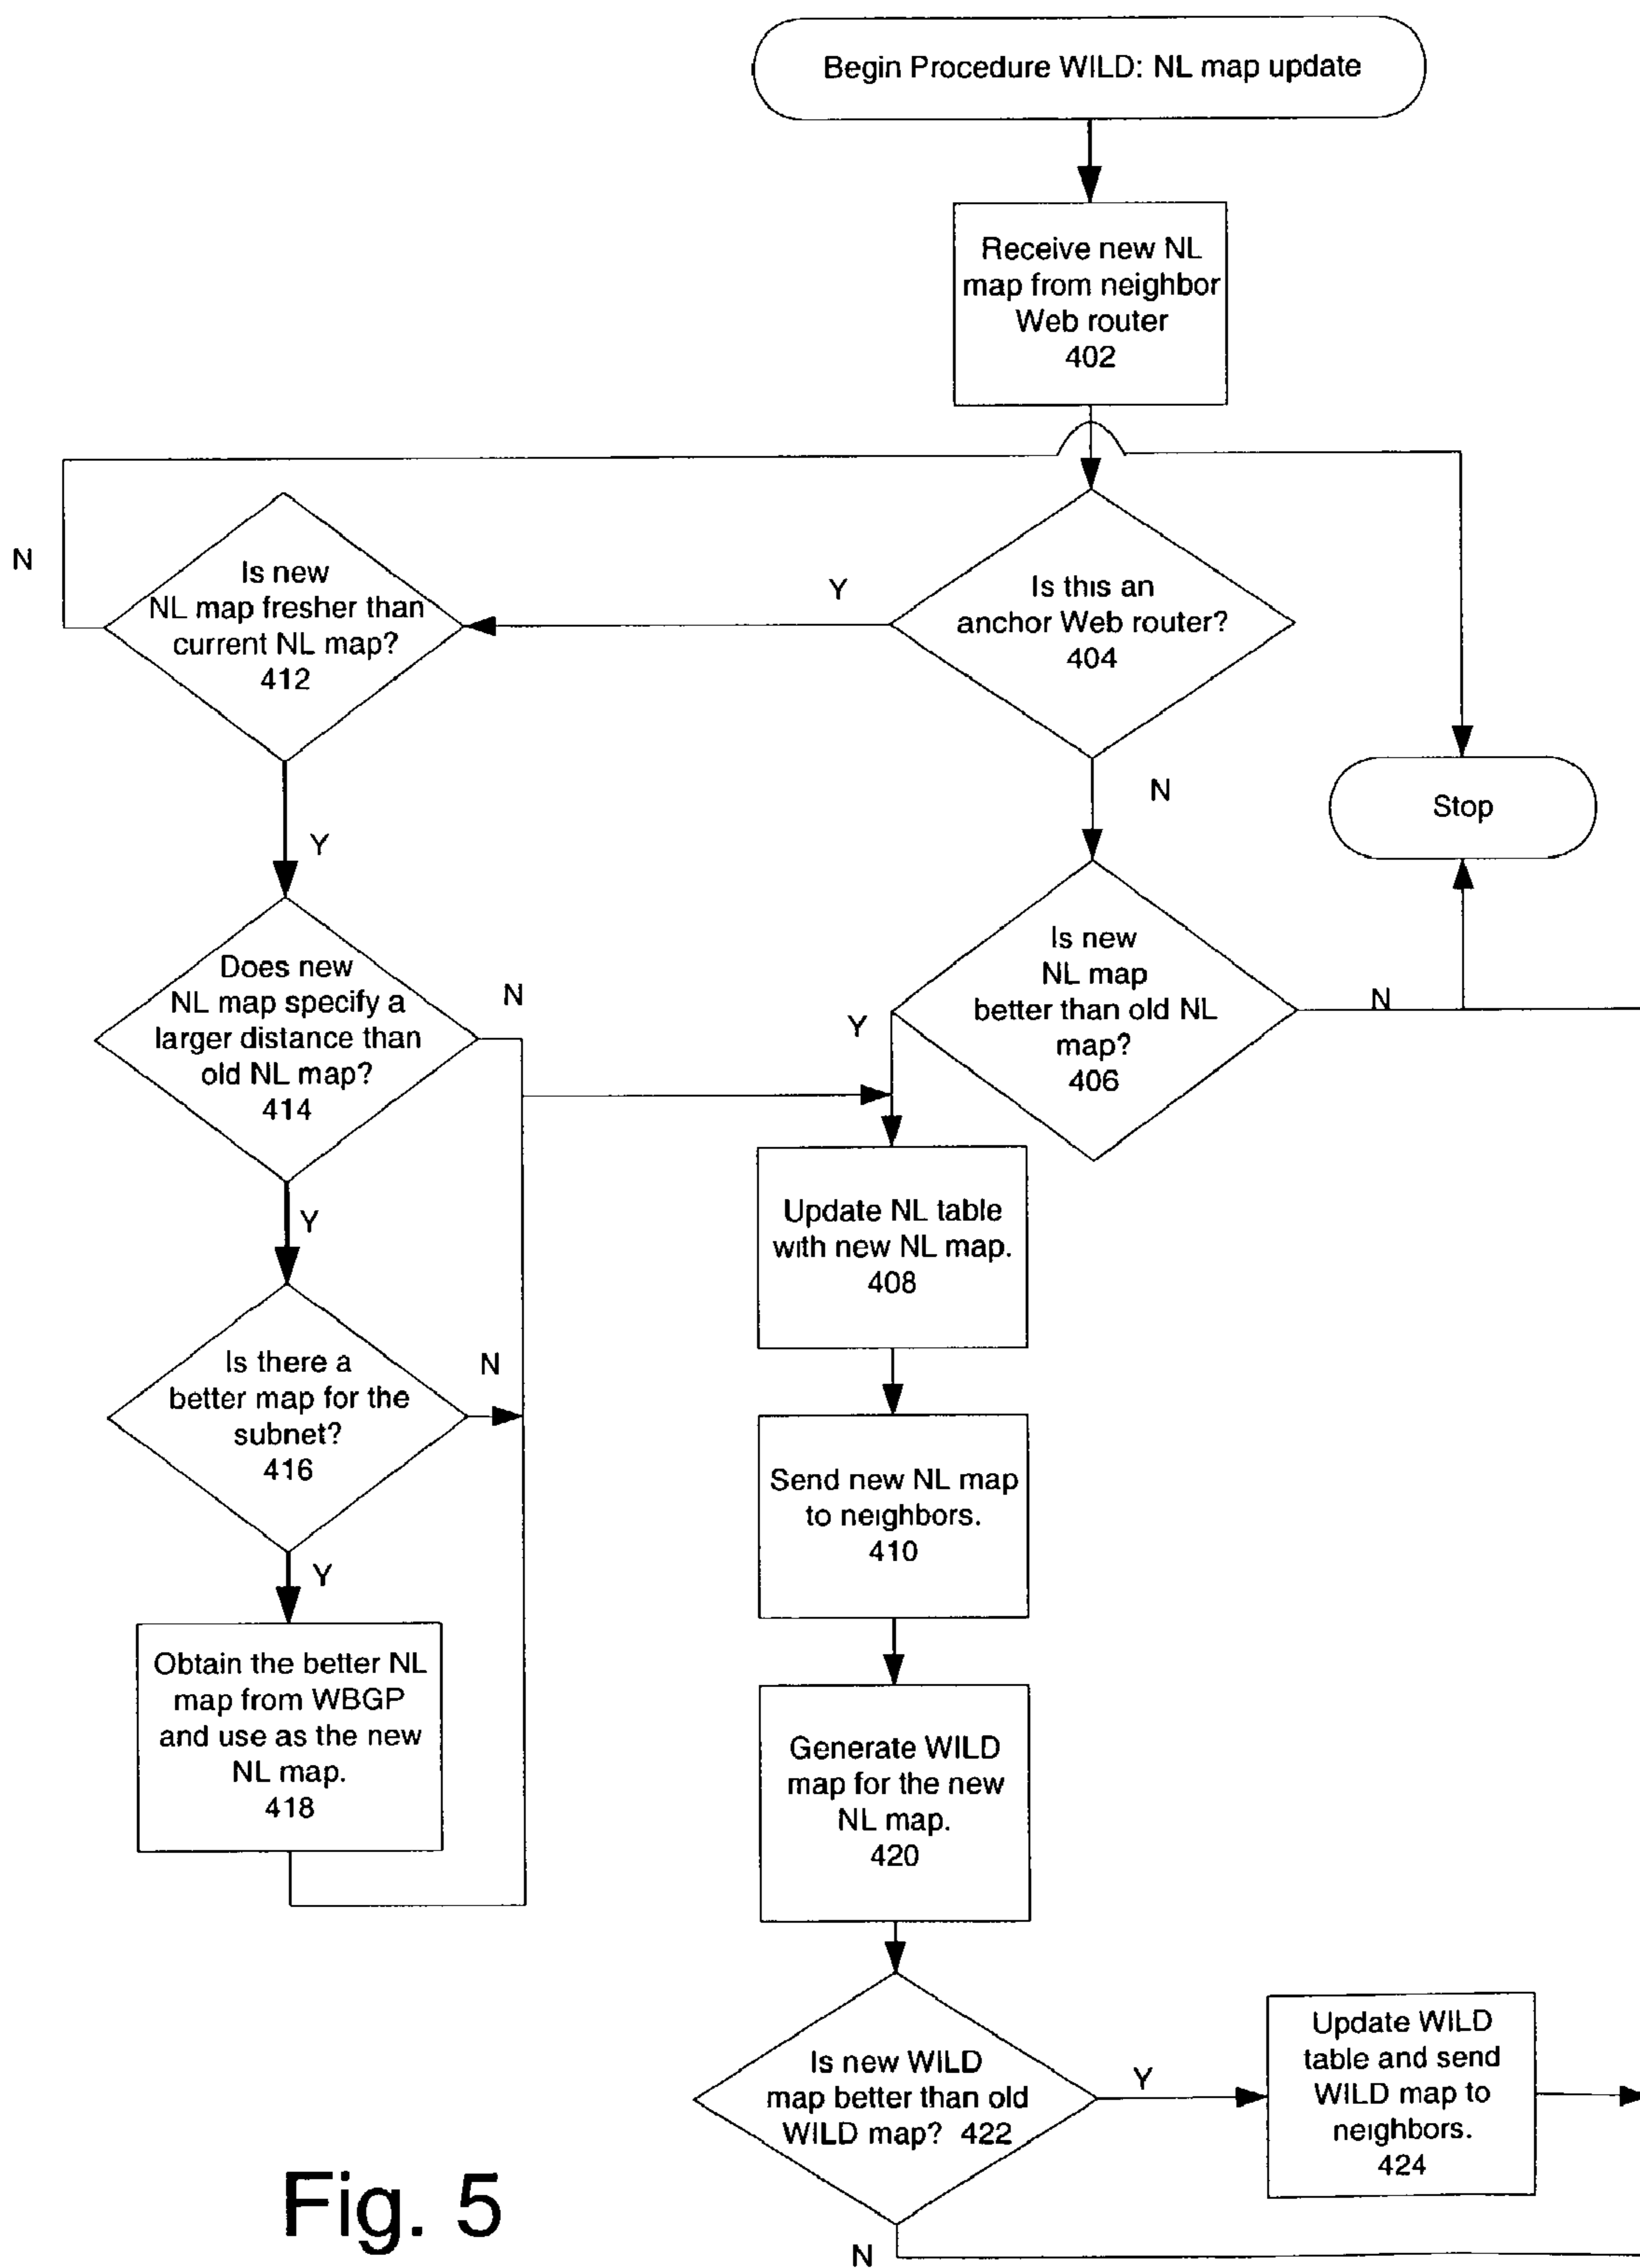 Begin Procedure WILD: NL map update
Receive new NL
map from neighbor
Web router
402
N
Is new
NL map fresher than
current NL map?
412
Y
Is this an
anchor Web router?
404
N
Stop
Y
Does new
NL map specify a
larger distance than
old NL map?
414
N
Y
Is new
NL map
better than old NL
map?
406
N
Y
Update NL table
with new NL map.
408
Is there a
better map for the
subnet?
416
N
Y
Send new NL map
to neighbors.
410
Obtain the better NL
map from WBGP
and use as the new
NL map.
418
Generate WILD
map for the new
NL map.
420
Is new WILD
map better than old
WILD map? 422
Y
Update WILD
table and send
WILD map to
neighbors.
424
N
Fig. 5